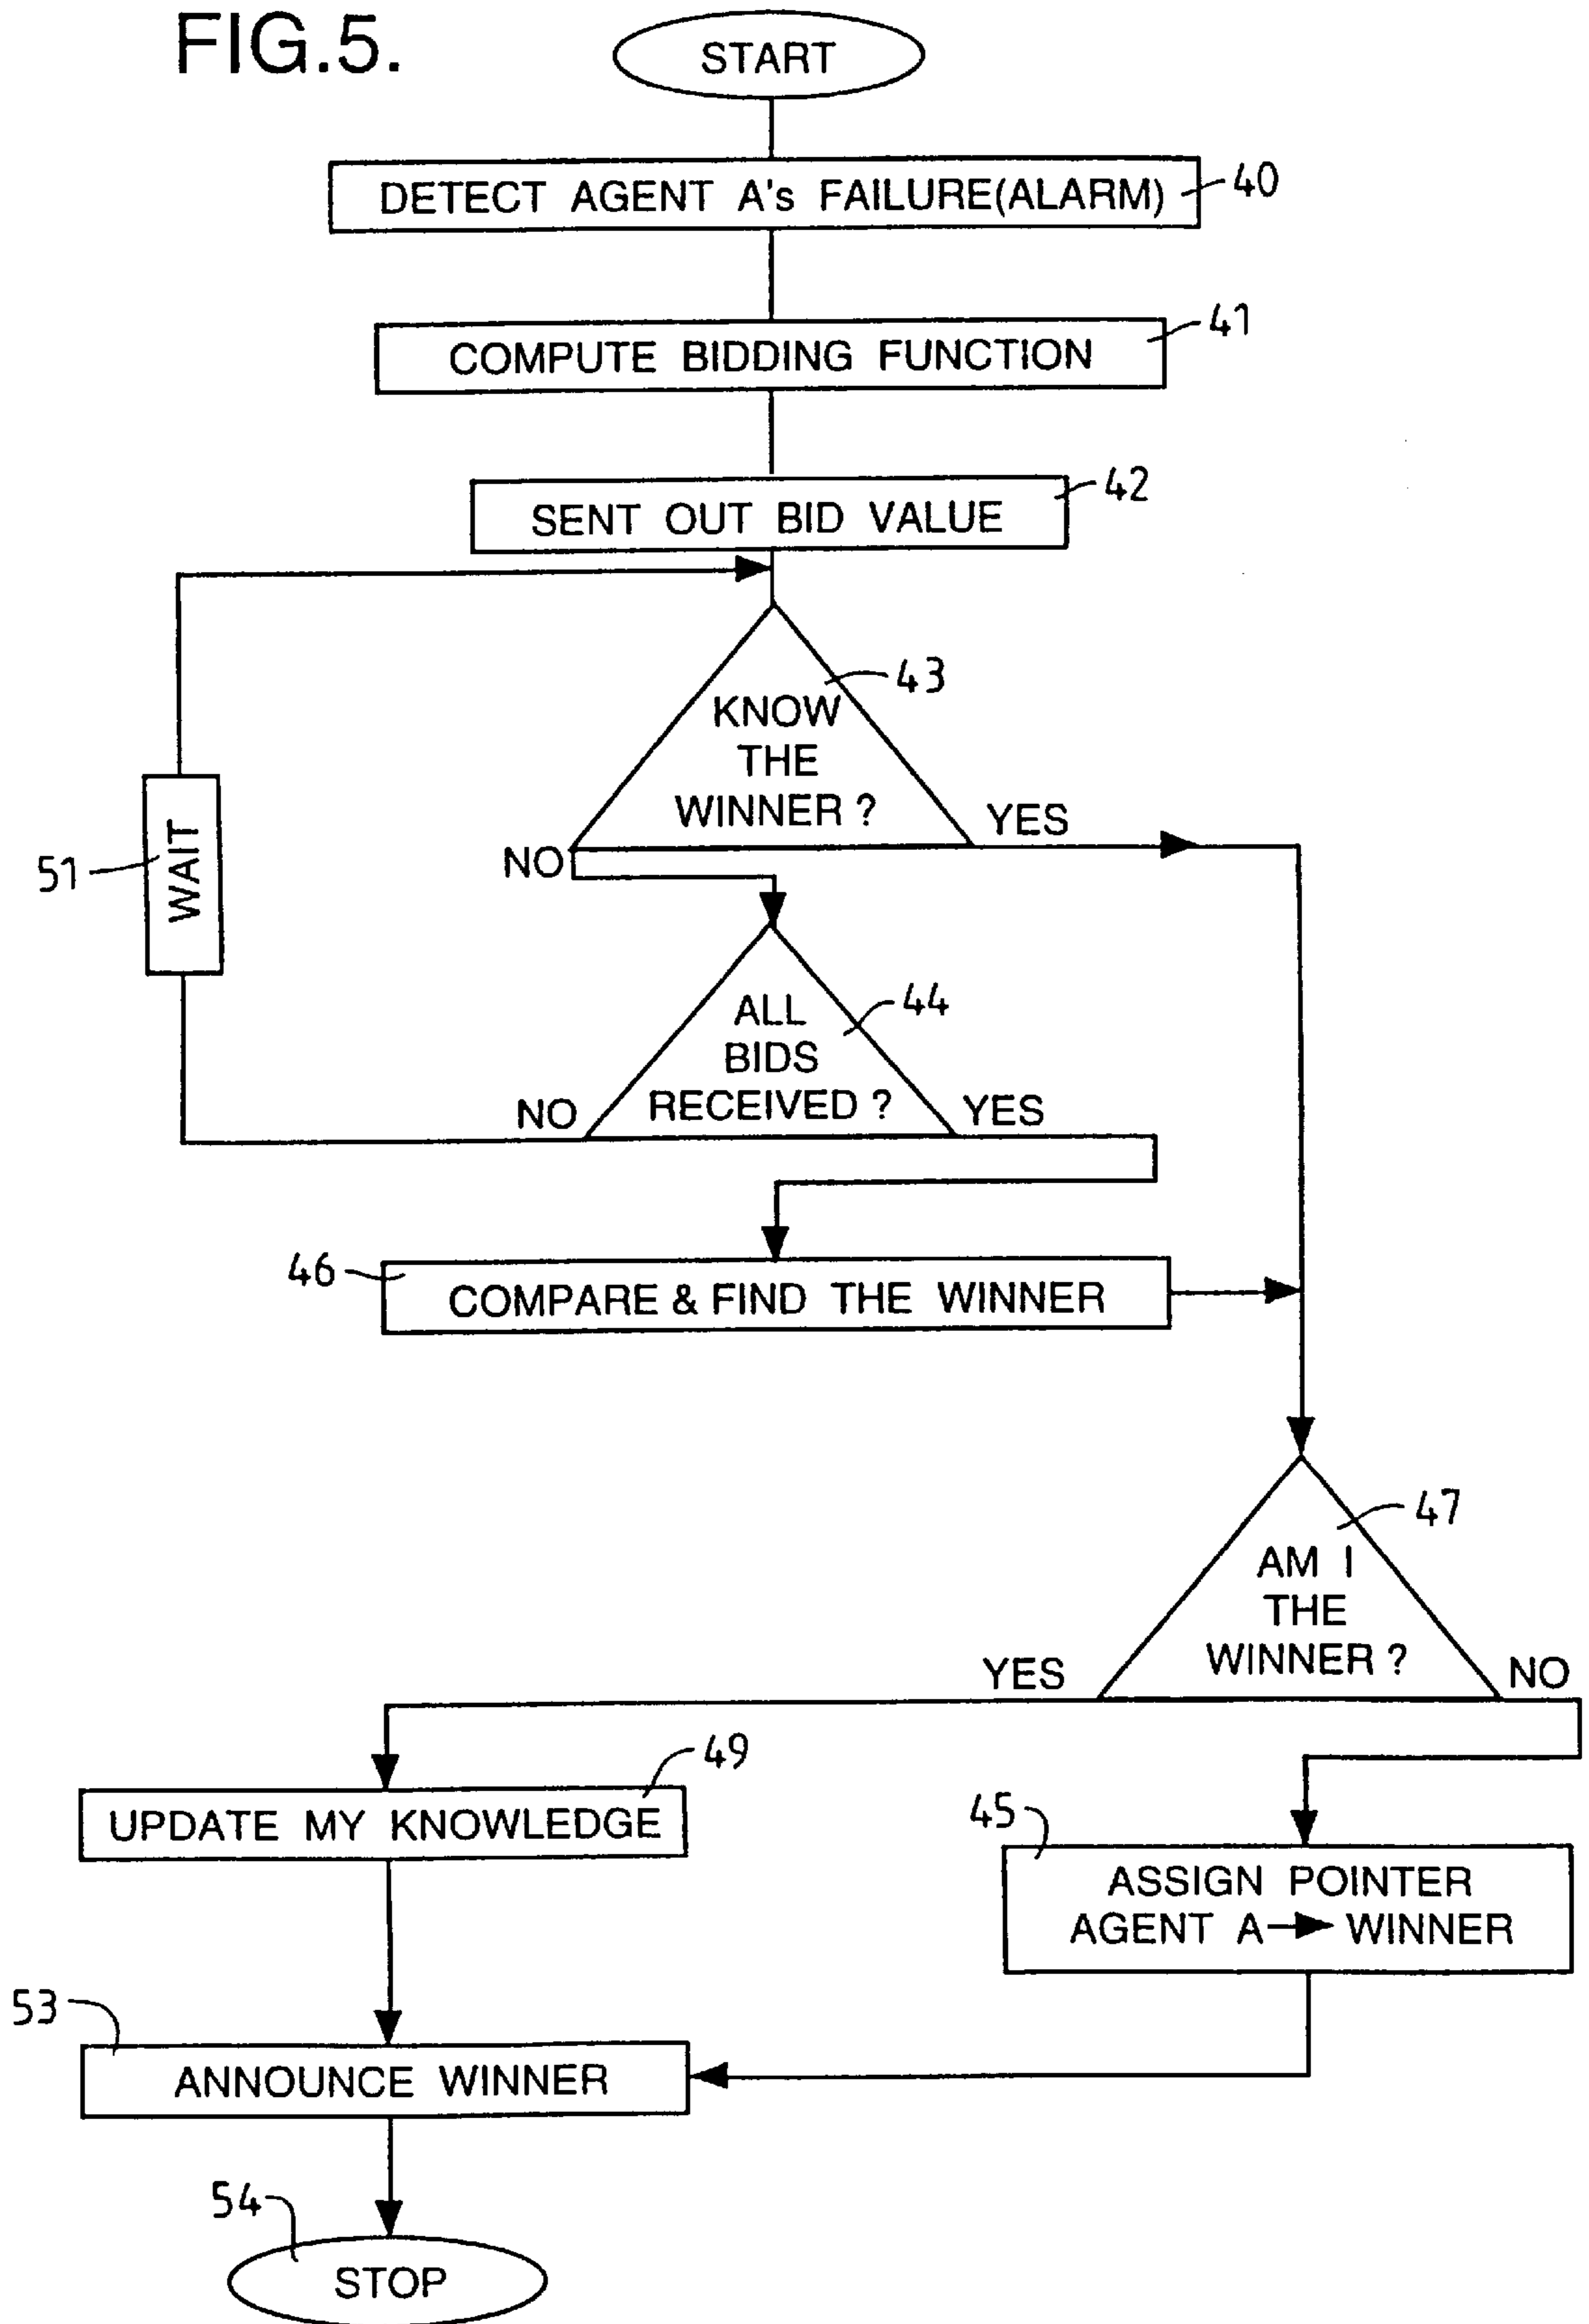 FIG.5.
START
DETECT AGENT A's FAILURE(ALARM)
40
COMPUTE BIDDING FUNCTION
41
SENT OUT BID VALUE
42
43
KNOW
THE
WINNER ?
YES
NO
51
WAIT
44
ALL
BIDS
RECEIVED ?
NO
YES
46
COMPARE & FIND THE WINNER
47
AM I
THE
WINNER ?
YES
NO
49
UPDATE MY KNOWLEDGE
45
ASSIGN POINTER
AGENT A → WINNER
53
ANNOUNCE WINNER
54
STOP